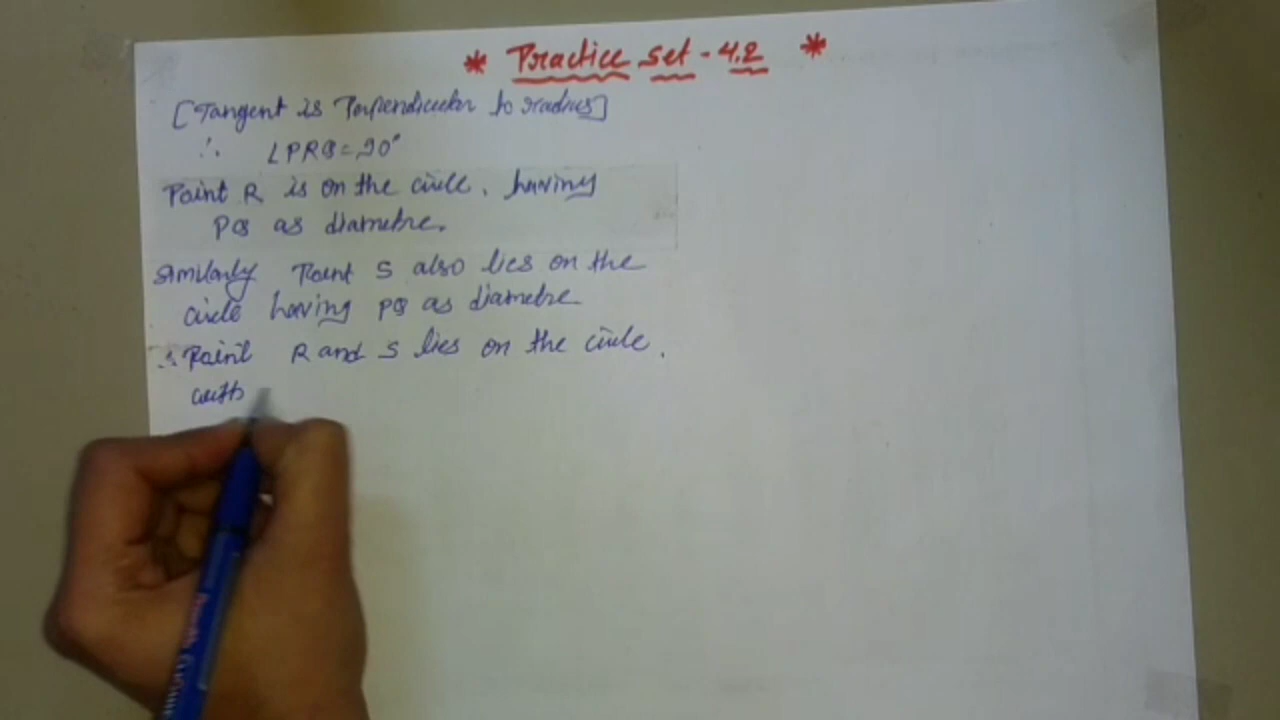 * Practice set - 4.2 *
[Tangent is Perpendicular to radius]
∴ ∠PRQ = 90°
Point R is on the circle, having
PQ as diametre.
Similarly Point S also lies on the
circle having PQ as diametre
∴ Point R and S lies on the circle.
with